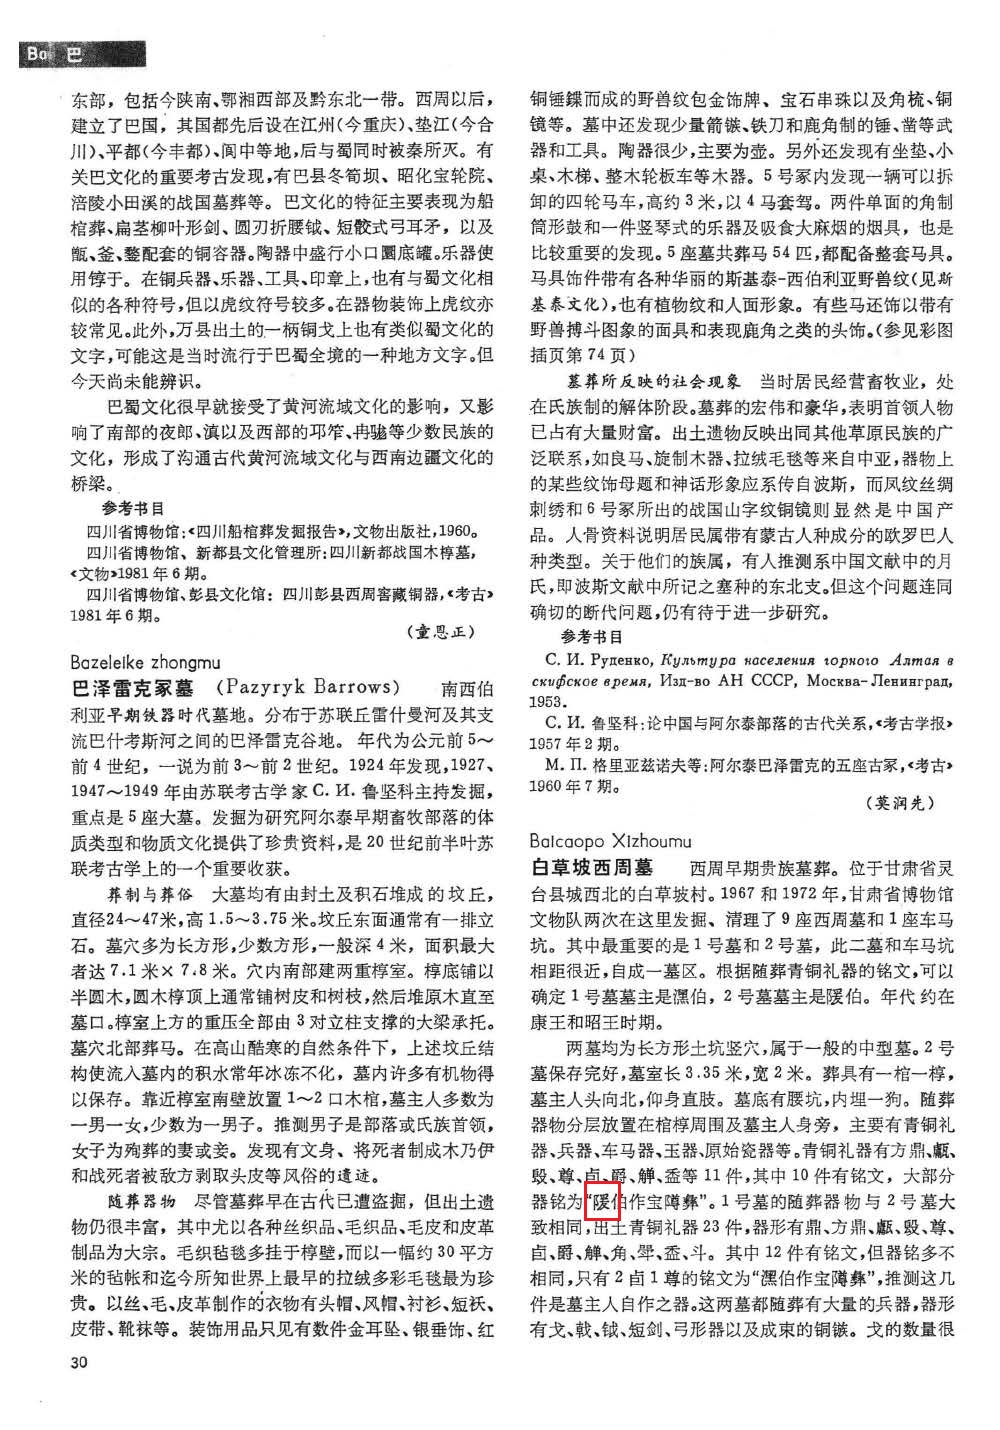 Ba 巴
东部，包括今陕南、鄂湘西部及黔东北一带。西周以后，
建立了巴国，其国都先后设在江州(今重庆)、垫江(今合
川)、平都(今丰都)、阆中等地，后与蜀同时被秦所灭。有
关巴文化的重要考古发现，有巴县冬笋坝、昭化宝轮院、
涪陵小田溪的战国墓葬等。巴文化的特征主要表现为船
棺葬、扁茎柳叶形剑、圆刃折腰钺、短骹式弓耳矛，以及
甑、釜、鍪配套的铜容器。陶器中盛行小口圜底罐。乐器使
用錞于。在铜兵器、乐器、工具、印章上，也有与蜀文化相
似的各种符号，但以虎纹符号较多。在器物装饰上虎纹亦
较常见。此外，万县出土的一柄铜戈上也有类似蜀文化的
文字，可能这是当时流行于巴蜀全境的一种地方文字。但
今天尚未能辨识。
巴蜀文化很早就接受了黄河流域文化的影响，又影
响了南部的夜郎、滇以及西部的邛笮、冉駹等少数民族的
文化，形成了沟通古代黄河流域文化与西南边疆文化的
桥梁。
参考书目
四川省博物馆：《四川船棺葬发掘报告》，文物出版社，1960。
四川省博物馆、新都县文化管理所：四川新都战国木椁墓，
《文物》1981年6期。
四川省博物馆、彭县文化馆：四川彭县西周窖藏铜器，《考古》
1981年6期。
(童恩正)
Bazeleike zhongmu
巴泽雷克冢墓 (Pazyryk Barrows) 南西伯
利亚早期铁器时代墓地。分布于苏联丘雷什曼河及其支
流巴什考斯河之间的巴泽雷克谷地。年代为公元前5～
前4世纪，一说为前3～前2世纪。1924年发现，1927、
1947～1949年由苏联考古学家С.И.鲁坚科主持发掘，
重点是5座大墓。发掘为研究阿尔泰早期畜牧部落的体
质类型和物质文化提供了珍贵资料，是20世纪前半叶苏
联考古学上的一个重要收获。
葬制与葬俗 大墓均有由封土及积石堆成的坟丘，
直径24～47米，高1.5～3.75米。坟丘东面通常有一排立
石。墓穴多为长方形，少数方形，一般深4米，面积最大
者达7.1米×7.8米。穴内南部建两重椁室。椁底铺以
半圆木，圆木椁顶上通常铺树皮和树枝，然后堆原木直至
墓口。椁室上方的重压全部由3对立柱支撑的大梁承托。
墓穴北部葬马。在高山酷寒的自然条件下，上述坟丘结
构使流入墓内的积水常年冰冻不化，墓内许多有机物得
以保存。靠近椁室南壁放置1～2口木棺，墓主人多数为
一男一女，少数为一男子。推测男子是部落或氏族首领，
女子为殉葬的妻或妾。发现有文身、将死者制成木乃伊
和战死者被敌方剥取头皮等风俗的遗迹。
随葬器物 尽管墓葬早在古代已遭盗掘，但出土遗
物仍很丰富，其中尤以各种丝织品、毛织品、毛皮和皮革
制品为大宗。毛织毡毯多挂于椁壁，而以一幅约30平方
米的毡帐和迄今所知世界上最早的拉绒多彩毛毯最为珍
贵。以丝、毛、皮革制作的衣物有头帽、风帽、衬衫、短袄、
皮带、靴袜等。装饰用品只见有数件金耳坠、银垂饰、红
30
铜锤鍱而成的野兽纹包金饰牌、宝石串珠以及角梳、铜
镜等。墓中还发现少量箭镞、铁刀和鹿角制的锤、凿等武
器和工具。陶器很少，主要为壶。另外还发现有坐垫、小
桌、木梯、整木轮板车等木器。5号冢内发现一辆可以拆
卸的四轮马车，高约3米，以4马套驾。两件单面的角制
筒形鼓和一件竖琴式的乐器及吸食大麻烟的烟具，也是
比较重要的发现。5座墓共葬马54匹，都配备整套马具。
马具饰件带有各种华丽的斯基泰-西伯利亚野兽纹(见斯
基泰文化)，也有植物纹和人面形象。有些马还饰以带有
野兽搏斗图象的面具和表现鹿角之类的头饰。(参见彩图
插页第74页)
墓葬所反映的社会现象 当时居民经营畜牧业，处
在氏族制的解体阶段。墓葬的宏伟和豪华，表明首领人物
已占有大量财富。出土遗物反映出同其他草原民族的广
泛联系，如良马、旋制木器、拉绒毛毯等来自中亚，器物上
的某些纹饰母题和神话形象应系传自波斯，而凤纹丝绸
刺绣和6号冢所出的战国山字纹铜镜则显然是中国产
品。人骨资料说明居民属带有蒙古人种成分的欧罗巴人
种类型。关于他们的族属，有人推测系中国文献中的月
氏，即波斯文献中所记之塞种的东北支。但这个问题连同
确切的断代问题，仍有待于进一步研究。
参考书目
С. И. Руденко, Культура населения горного Алтая в
скифское время, Изд-во АН СССР, Москва-Ленинград,
1953.
С. И. 鲁坚科：论中国与阿尔泰部落的古代关系，《考古学报》
1957年2期。
М. П. 格里亚兹诺夫等：阿尔泰巴泽雷克的五座古冢，《考古》
1960年7期。
(莫润先)
Baicaopo Xizhoumu
白草坡西周墓 西周早期贵族墓葬。位于甘肃省灵
台县城西北的白草坡村。1967和1972年，甘肃省博物馆
文物队两次在这里发掘、清理了9座西周墓和1座车马
坑。其中最重要的是1号墓和2号墓，此二墓和车马坑
相距很近，自成一墓区。根据随葬青铜礼器的铭文，可以
确定1号墓墓主是潶伯，2号墓墓主是㒸伯。年代约在
康王和昭王时期。
两墓均为长方形土坑竖穴，属于一般的中型墓。2号
墓保存完好，墓室长3.35米，宽2米。葬具有一棺一椁，
墓主人头向北，仰身直肢。墓底有腰坑，内埋一狗。随葬
器物分层放置在棺椁周围及墓主人身旁，主要有青铜礼
器、兵器、车马器、玉器、原始瓷器等。青铜礼器有方鼎、甗、
毁、尊、卣、爵、觯、盉等11件，其中10件有铭文，大部分
器铭为“伯作宝障彝”。1号墓的随葬器物与2号墓大
致相同，出土青铜礼器23件，器形有鼎、方鼎、甗、毁、尊、
卣、爵、觯、角、斝、盉、斗。其中12件有铭文，但器铭多不
相同，只有2卣1尊的铭文为“潶伯作宝障彝”，推测这几
件是墓主人自作之器。这两墓都随葬有大量的兵器，器形
有戈、戟、钺、短剑、弓形器以及成束的铜镞。戈的数量很